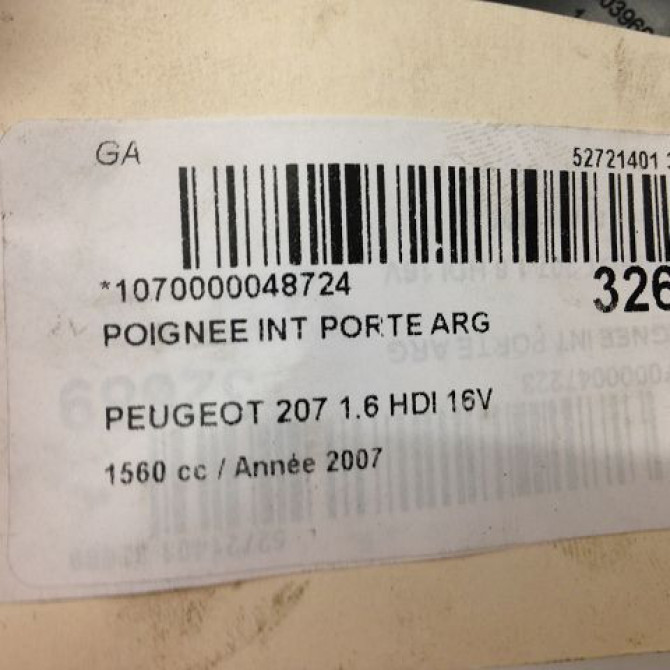 GA
52721401
*1070000048724
326
POIGNEE INT PORTE ARG
PEUGEOT 207 1.6 HDI 16V
1560 cc / Année 2007